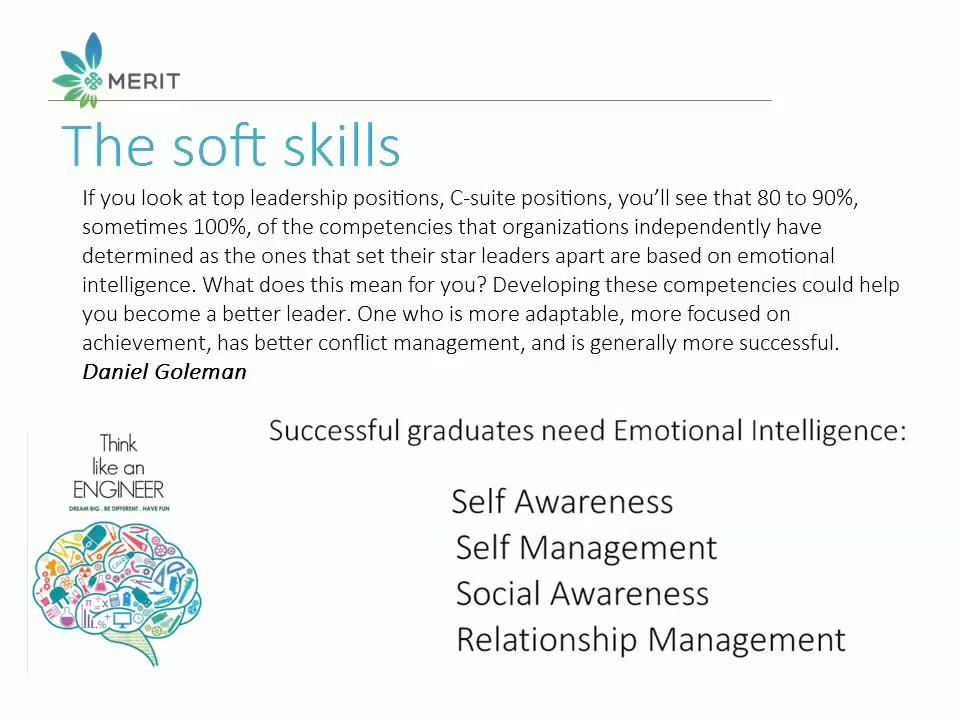 MERIT
The soft skills
If you look at top leadership positions, C-suite positions, you’ll see that 80 to 90%,
sometimes 100%, of the competencies that organizations independently have
determined as the ones that set their star leaders apart are based on emotional
intelligence. What does this mean for you? Developing these competencies could help
you become a better leader. One who is more adaptable, more focused on
achievement, has better conflict management, and is generally more successful.
Daniel Goleman
Successful graduates need Emotional Intelligence:
Think
like an
ENGINEER
DREAM BIG . BE DIFFERENT . HAVE FUN
Self Awareness
Self Management
Social Awareness
Relationship Management